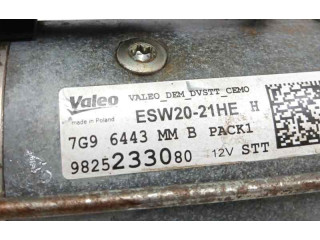 Valeo VALEO_DEM_DVSTT_CEMO
Made in Poland ESW20-21HE H
7G9 6443 MM B PACK1
9825233080 12V STT